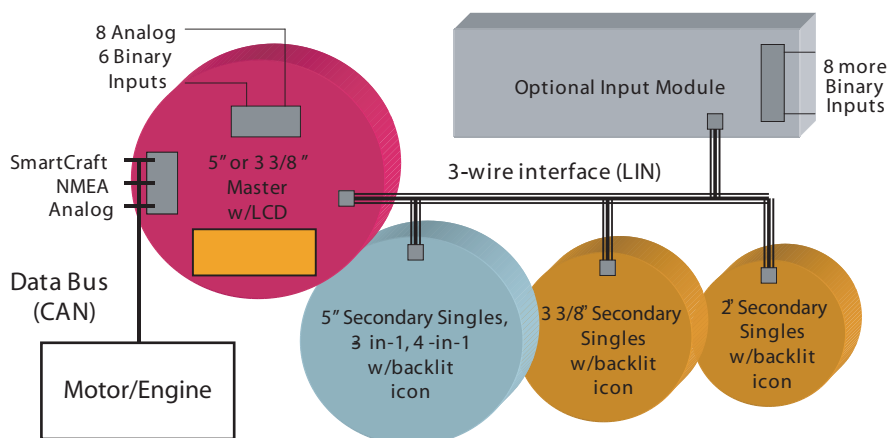 8 Analog
6 Binary
Inputs
Optional Input Module
8 more
Binary
Inputs
SmartCraft
NMEA
Analog
5” or 3 3/8 ”
Master
w/LCD
3-wire interface (LIN)
Data Bus
(CAN)
5” Secondary Singles,
3 in-1, 4 -in-1
w/backlit
icon
3 3/8” Secondary
Singles
w/backlit
icon
2” Secondary
Singles
w/backlit
icon
Motor/Engine